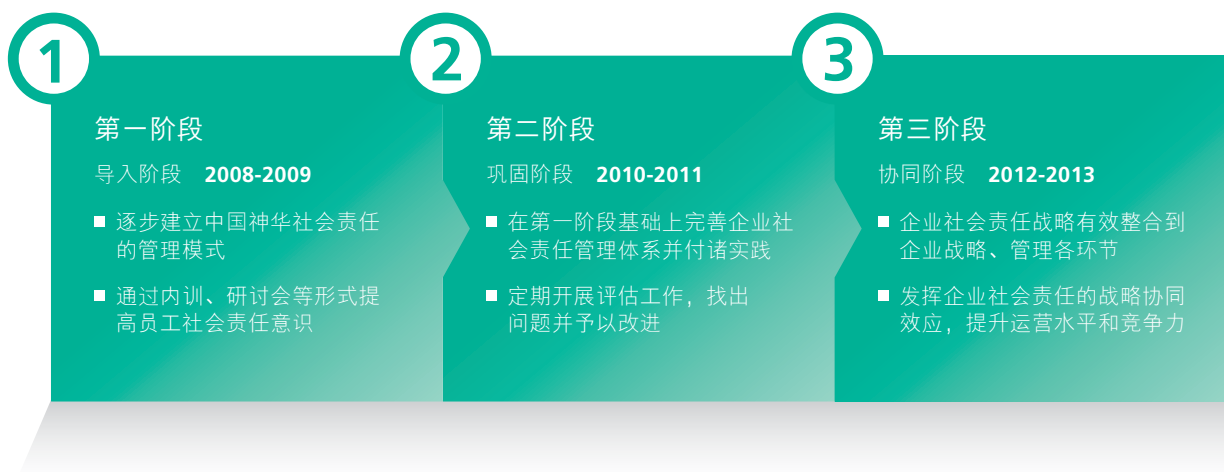 1
第一阶段
导入阶段 2008-2009
逐步建立中国神华社会责任
的管理模式
通过内训、研讨会等形式提
高员工社会责任意识
2
第二阶段
巩固阶段 2010-2011
在第一阶段基础上完善企业社
会责任管理体系并付诸实践
定期开展评估工作，找出
问题并予以改进
3
第三阶段
协同阶段 2012-2013
企业社会责任战略有效整合到
企业战略、管理各环节
发挥企业社会责任的战略协同
效应，提升运营水平和竞争力